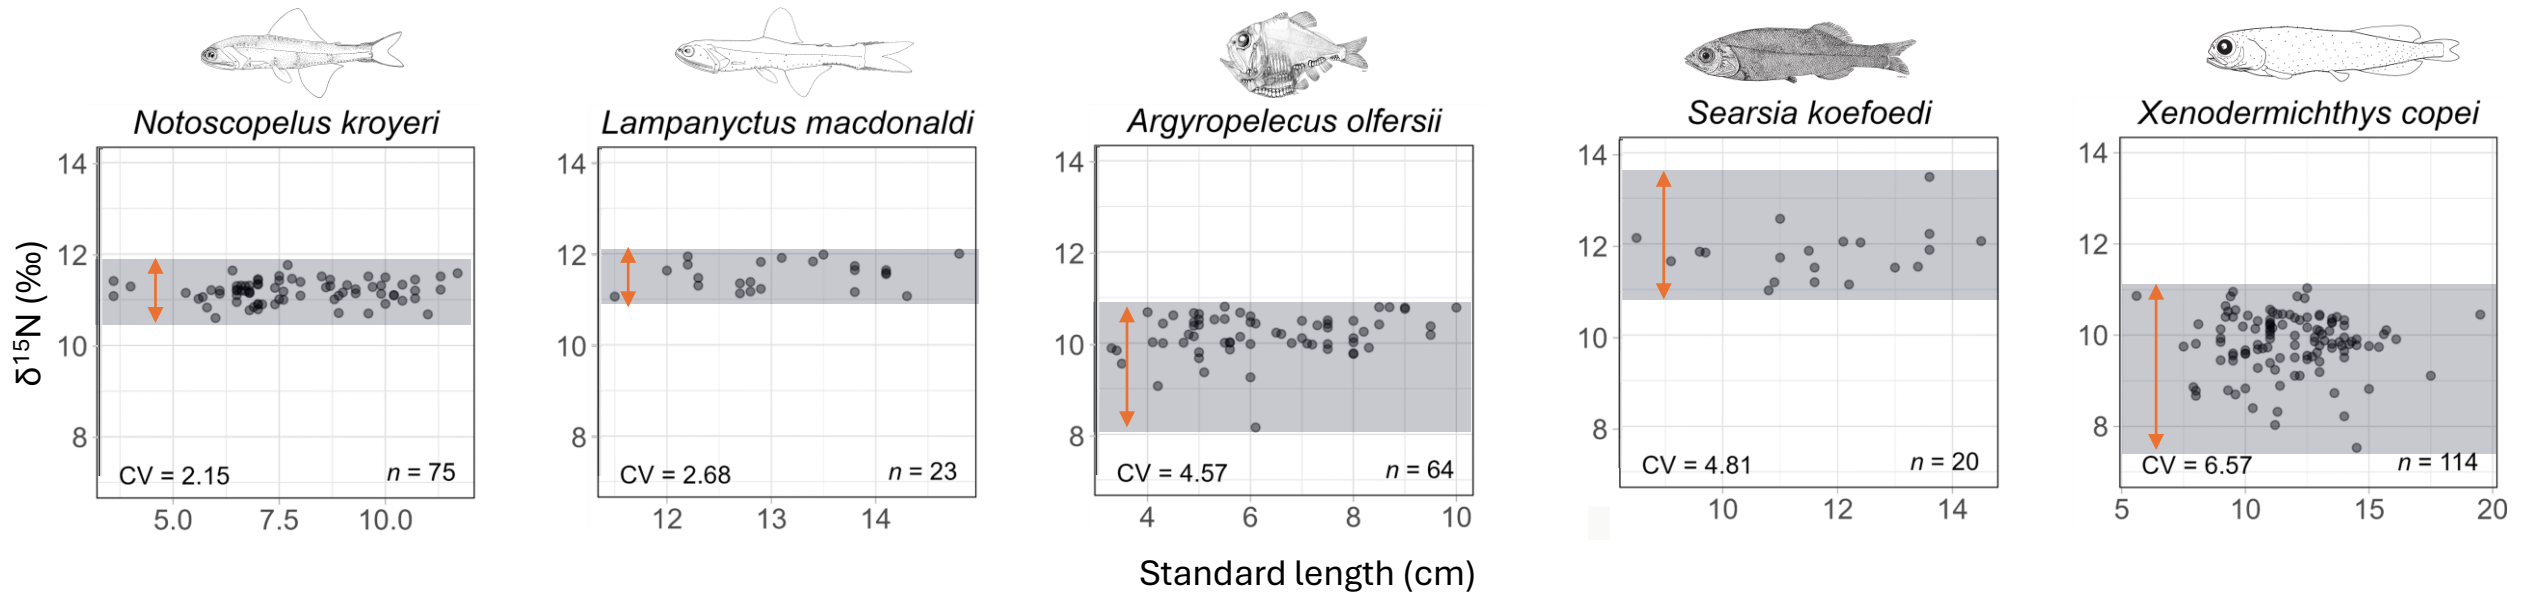 Notoscopelus kroyeri
Lampanyctus macdonaldi
Argyropelecus olfersii
Searsia koefoedi
Xenodermichthys copei
δ¹⁵N (‰)
14
12
10
8
CV = 2.15
n = 75
5.0 7.5 10.0
14
12
10
8
CV = 2.68
n = 23
12 13 14
14
12
10
8
CV = 4.57
n = 64
4 6 8 10
14
12
10
8
CV = 4.81
n = 20
10 12 14
14
12
10
8
CV = 6.57
n = 114
5 10 15 20
Standard length (cm)